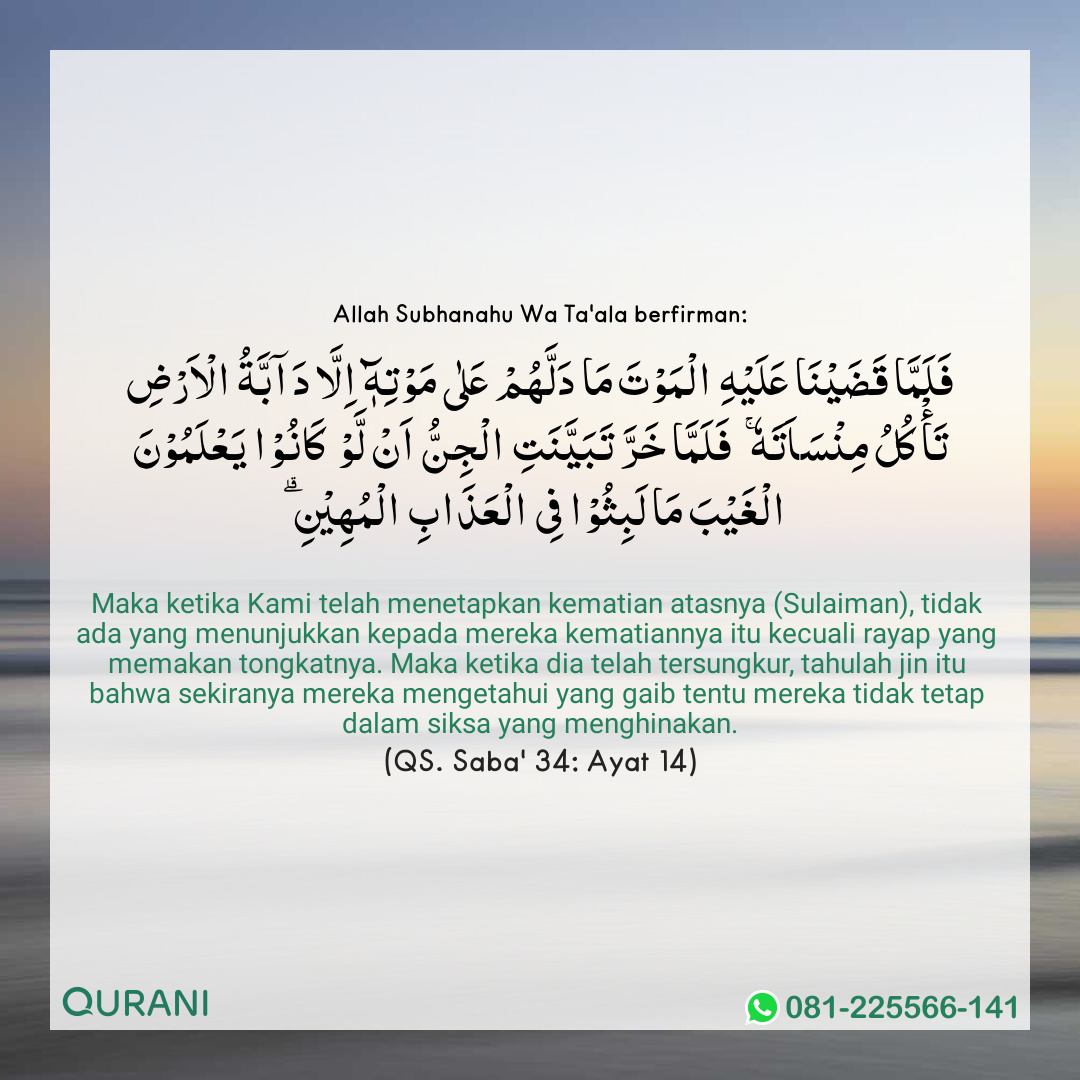 Allah Subhanahu Wa Ta'ala berfirman:
فَلَمَّا قَضَيْنَا عَلَيْهِ الْمَوْتَ مَا دَلَّهُمْ عَلٰى مَوْتِهٖٓ اِلَّا دَآبَّةُ الْاَرْضِ
تَأْكُلُ مِنْسَاَتَهٗ ۚ فَلَمَّا خَرَّ تَبَيَّنَتِ الْجِنُّ اَنْ لَّوْ كَانُوْا يَعْلَمُوْنَ
الْغَيْبَ مَا لَبِثُوْا فِى الْعَذَابِ الْمُهِيْنِ ۗ
Maka ketika Kami telah menetapkan kematian atasnya (Sulaiman), tidak
ada yang menunjukkan kepada mereka kematiannya itu kecuali rayap yang
memakan tongkatnya. Maka ketika dia telah tersungkur, tahulah jin itu
bahwa sekiranya mereka mengetahui yang gaib tentu mereka tidak tetap
dalam siksa yang menghinakan.
(QS. Saba' 34: Ayat 14)
QURANI
081-225566-141